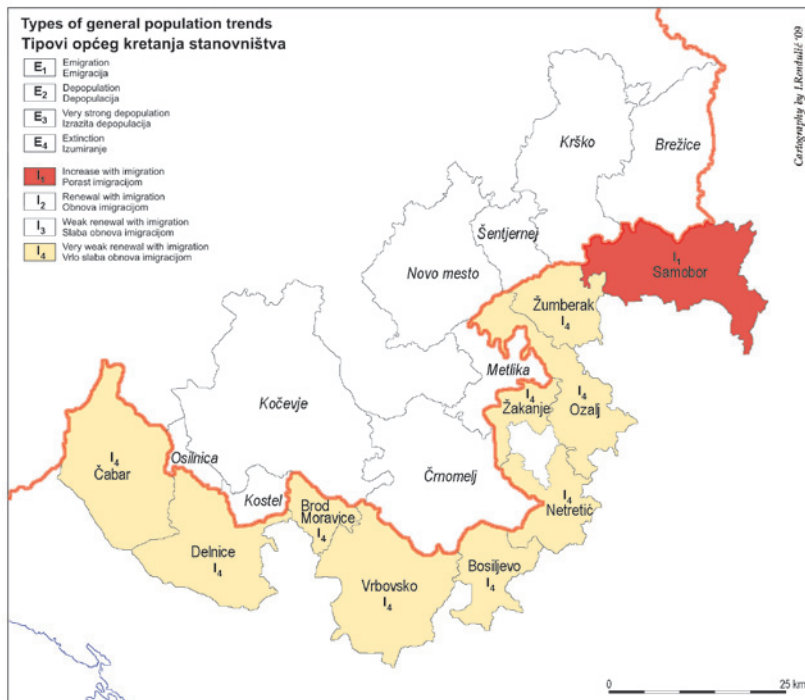 Types of general population trends
Tipovi općeg kretanja stanovništva
E1 Emigration
Emigracija
E2 Depopulation
Depopulacija
E3 Very strong depopulation
Izrazita depopulacija
E4 Extinction
Izumiranje
I1 Increase with imigration
Porast imigracijom
I2 Renewal with imigration
Obnova imigracijom
I3 Weak renewal with imigration
Slaba obnova imigracijom
I4 Very weak renewal with imigration
Vrlo slaba obnova imigracijom
Cartography by I.Rendulić '09
Krško
Brežice
Šentjernej
Novo mesto
I1
Samobor
Žumberak
I4
Metlika
I4
Žakanje
I4
Ozalj
Kočevje
Osilnica
I4
Čabar
Črnomelj
Kostel
Brod
Moravice
I4
I4
Netretić
Delnice
I4
Bosiljevo
I4
Vrbovsko
I4
0 25 km